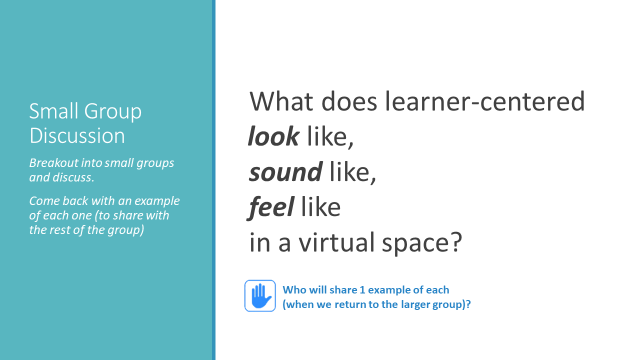 Small Group
Discussion
Breakout into small groups
and discuss.
Come back with an example
of each one (to share with
the rest of the group)
What does learner-centered
look like,
sound like,
feel like
in a virtual space?
Who will share 1 example of each
(when we return to the larger group)?